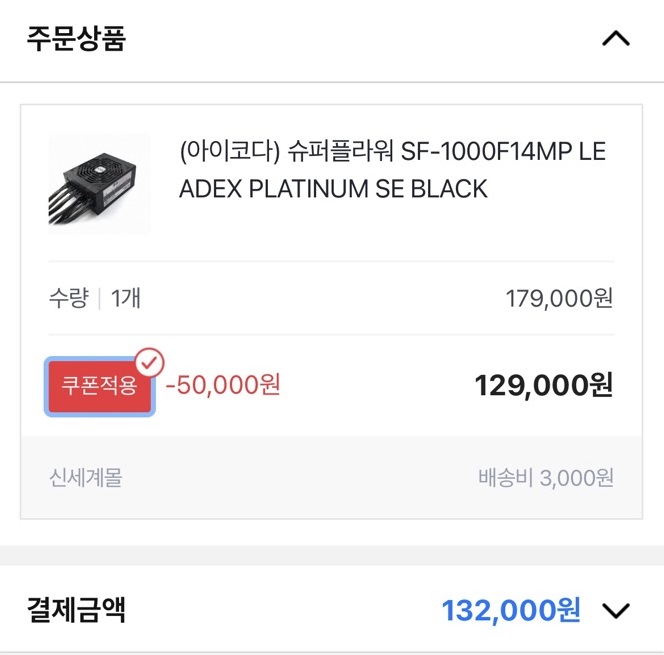 주문상품
(아이코다) 슈퍼플라워 SF-1000F14MP LE
ADEX PLATINUM SE BLACK
수량 | 1개 179,000원
쿠폰적용 -50,000원 129,000원
신세계몰 배송비 3,000원
결제금액 132,000원